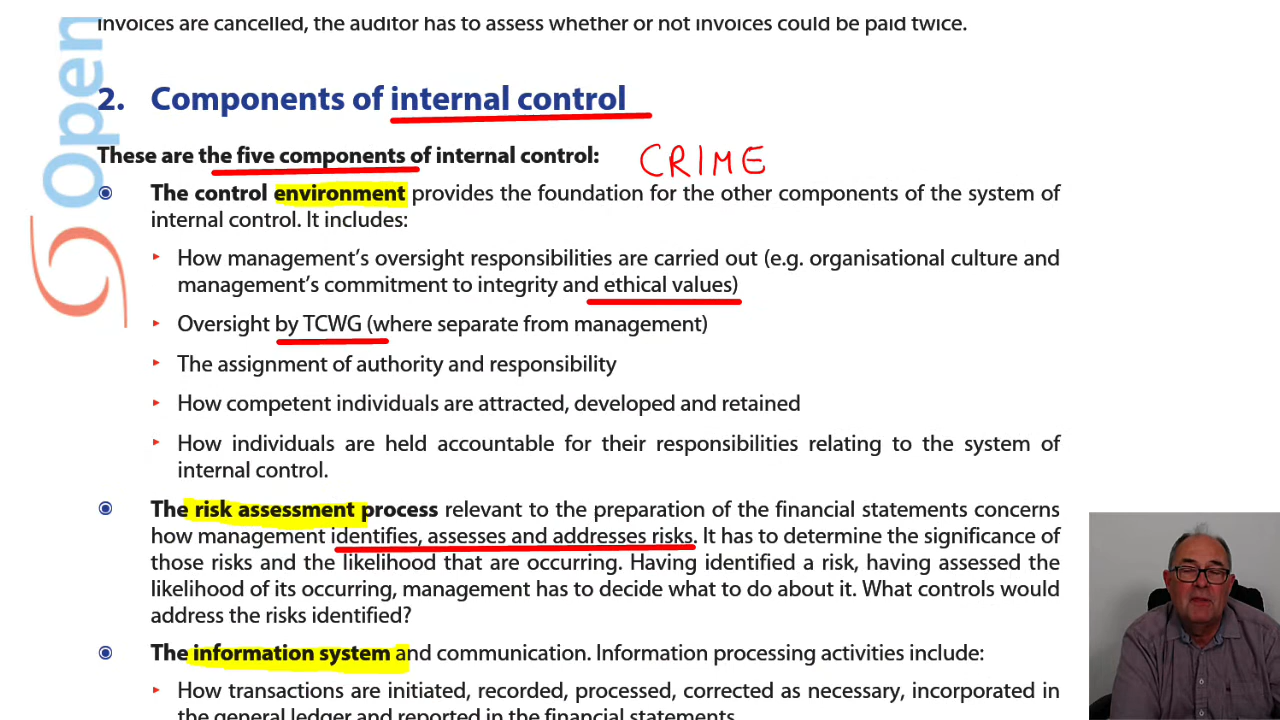 invoices are cancelled, the auditor has to assess whether or not invoices could be paid twice.
Open
2. Components of internal control
These are the five components of internal control: CRIME
The control environment provides the foundation for the other components of the system of
internal control. It includes:
How management's oversight responsibilities are carried out (e.g. organisational culture and
management's commitment to integrity and ethical values)
Oversight by TCWG (where separate from management)
The assignment of authority and responsibility
How competent individuals are attracted, developed and retained
How individuals are held accountable for their responsibilities relating to the system of
internal control.
The risk assessment process relevant to the preparation of the financial statements concerns
how management identifies, assesses and addresses risks. It has to determine the significance of
those risks and the likelihood that are occurring. Having identified a risk, having assessed the
likelihood of its occurring, management has to decide what to do about it. What controls would
address the risks identified?
The information system and communication. Information processing activities include:
How transactions are initiated, recorded, processed, corrected as necessary, incorporated in
the general ledger and reported in the financial statements.